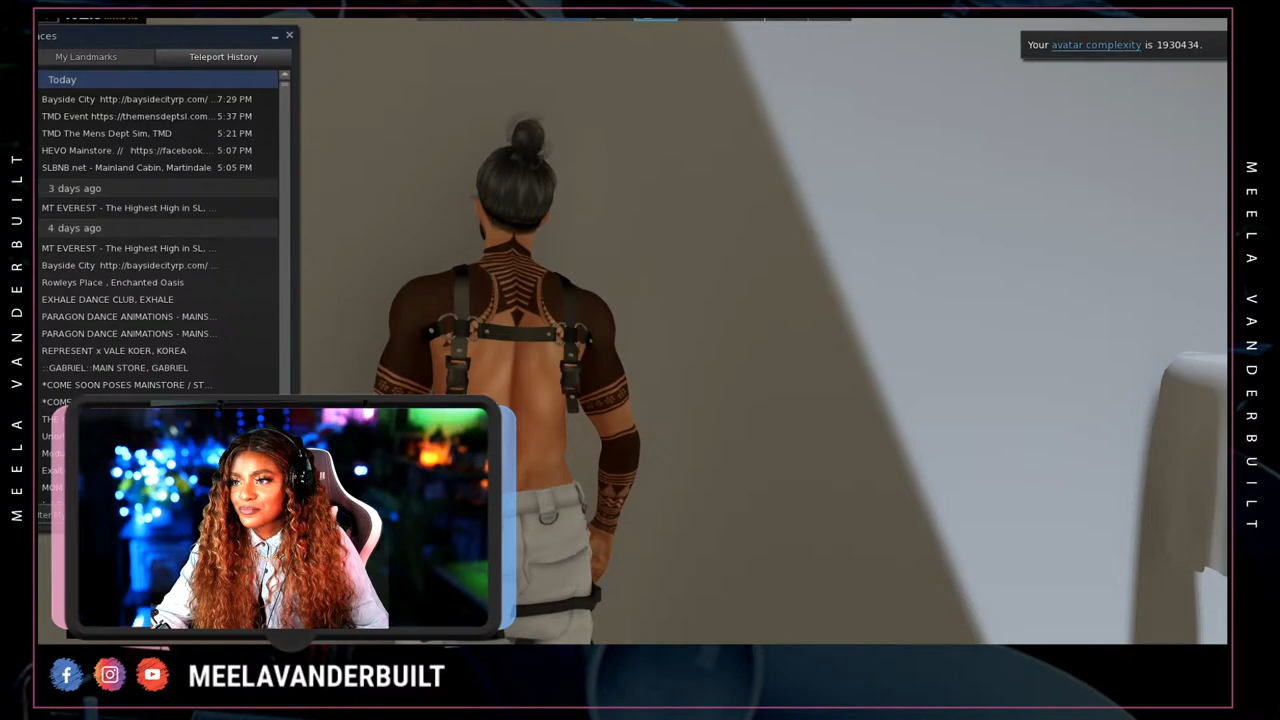 ces
My Landmarks
Teleport History
Today
Bayside City http://baysidecityrp.com/ ...7:29 PM
TMD Event https://themensdeptsl.com... 5:37 PM
TMD The Mens Dept Sim, TMD 5:21 PM
HEVO Mainstore. // https://facebook.... 5:07 PM
SLBNB.net - Mainland Cabin, Martindale 5:05 PM
3 days ago
MT EVEREST - The Highest High in SL, ...
4 days ago
MT EVEREST - The Highest High in SL, ...
Bayside City http://baysidecityrp.com/ ...
Rowleys Place , Enchanted Oasis
EXHALE DANCE CLUB, EXHALE
PARAGON DANCE ANIMATIONS - MAINS...
PARAGON DANCE ANIMATIONS - MAINS...
REPRESENT x VALE KOER, KOREA
::GABRIEL::MAIN STORE, GABRIEL
*COME SOON POSES MAINSTORE / ST...
*COME
Your avatar complexity is 1930434.
MEELA VANDERBUILT
MEELA VANDERBUILT
MEELAVANDERBUILT